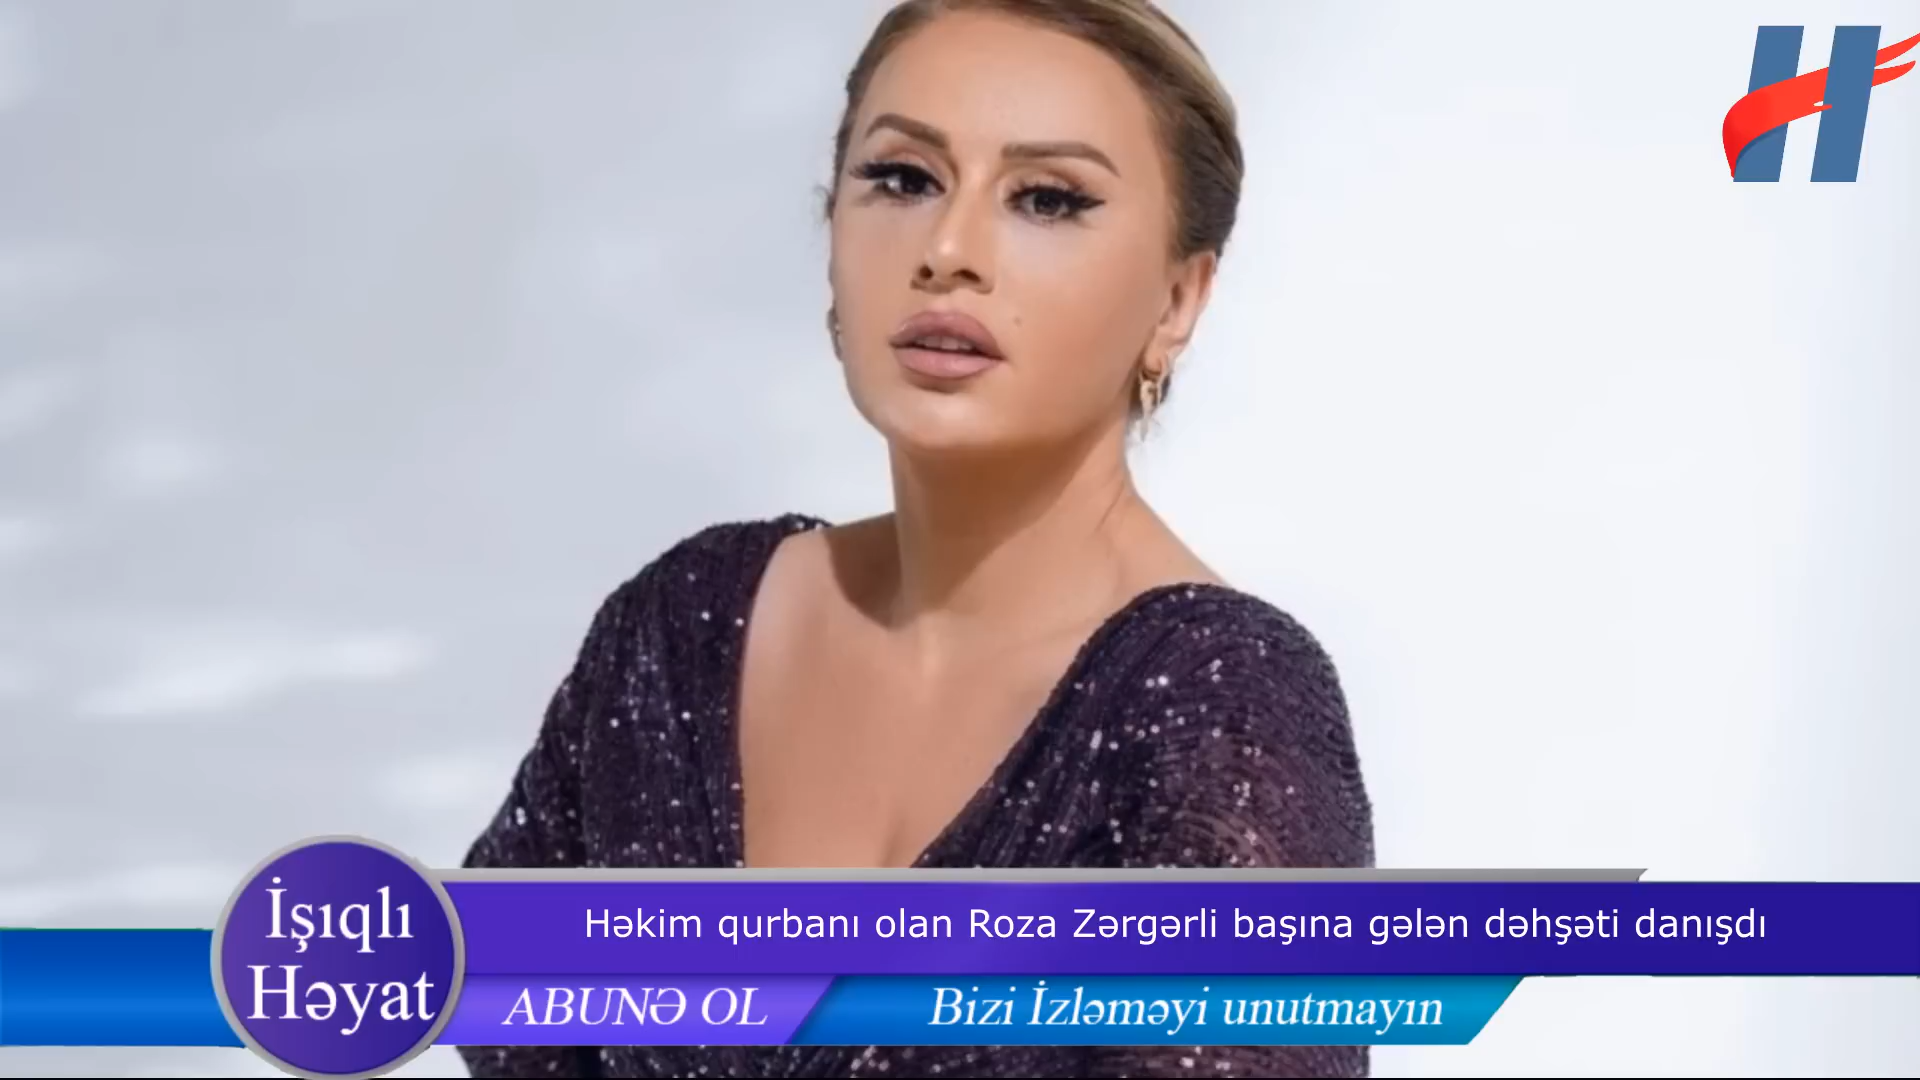 Həkim qurbanı olan Roza Zərgərli başına gələn dəhşəti danışdı
İşıqlı
Həyat
ABUNƏ OL
Bizi İzləməyi unutmayın